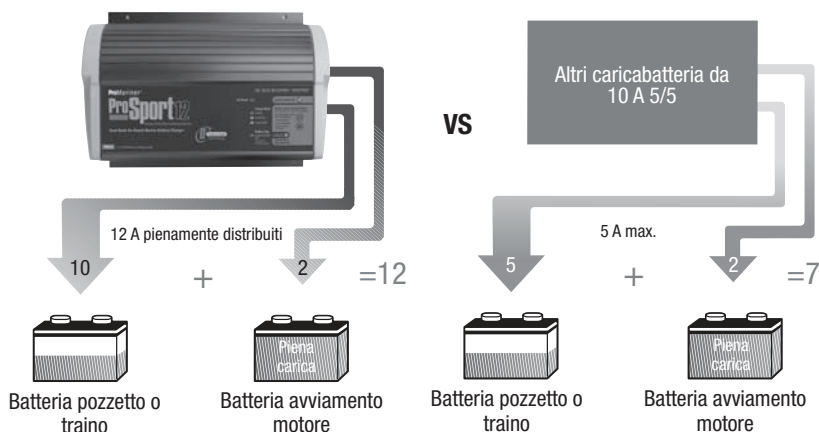 ProMariner
ProSport12
Altri caricabatteria da
10 A 5/5
VS
12 A pienamente distribuiti
5 A max.
10
+
2
=12
5
+
2
=7
Piena
carica
Piena
carica
Batteria pozzetto o
traino
Batteria avviamento
motore
Batteria pozzetto o
traino
Batteria avviamento
motore